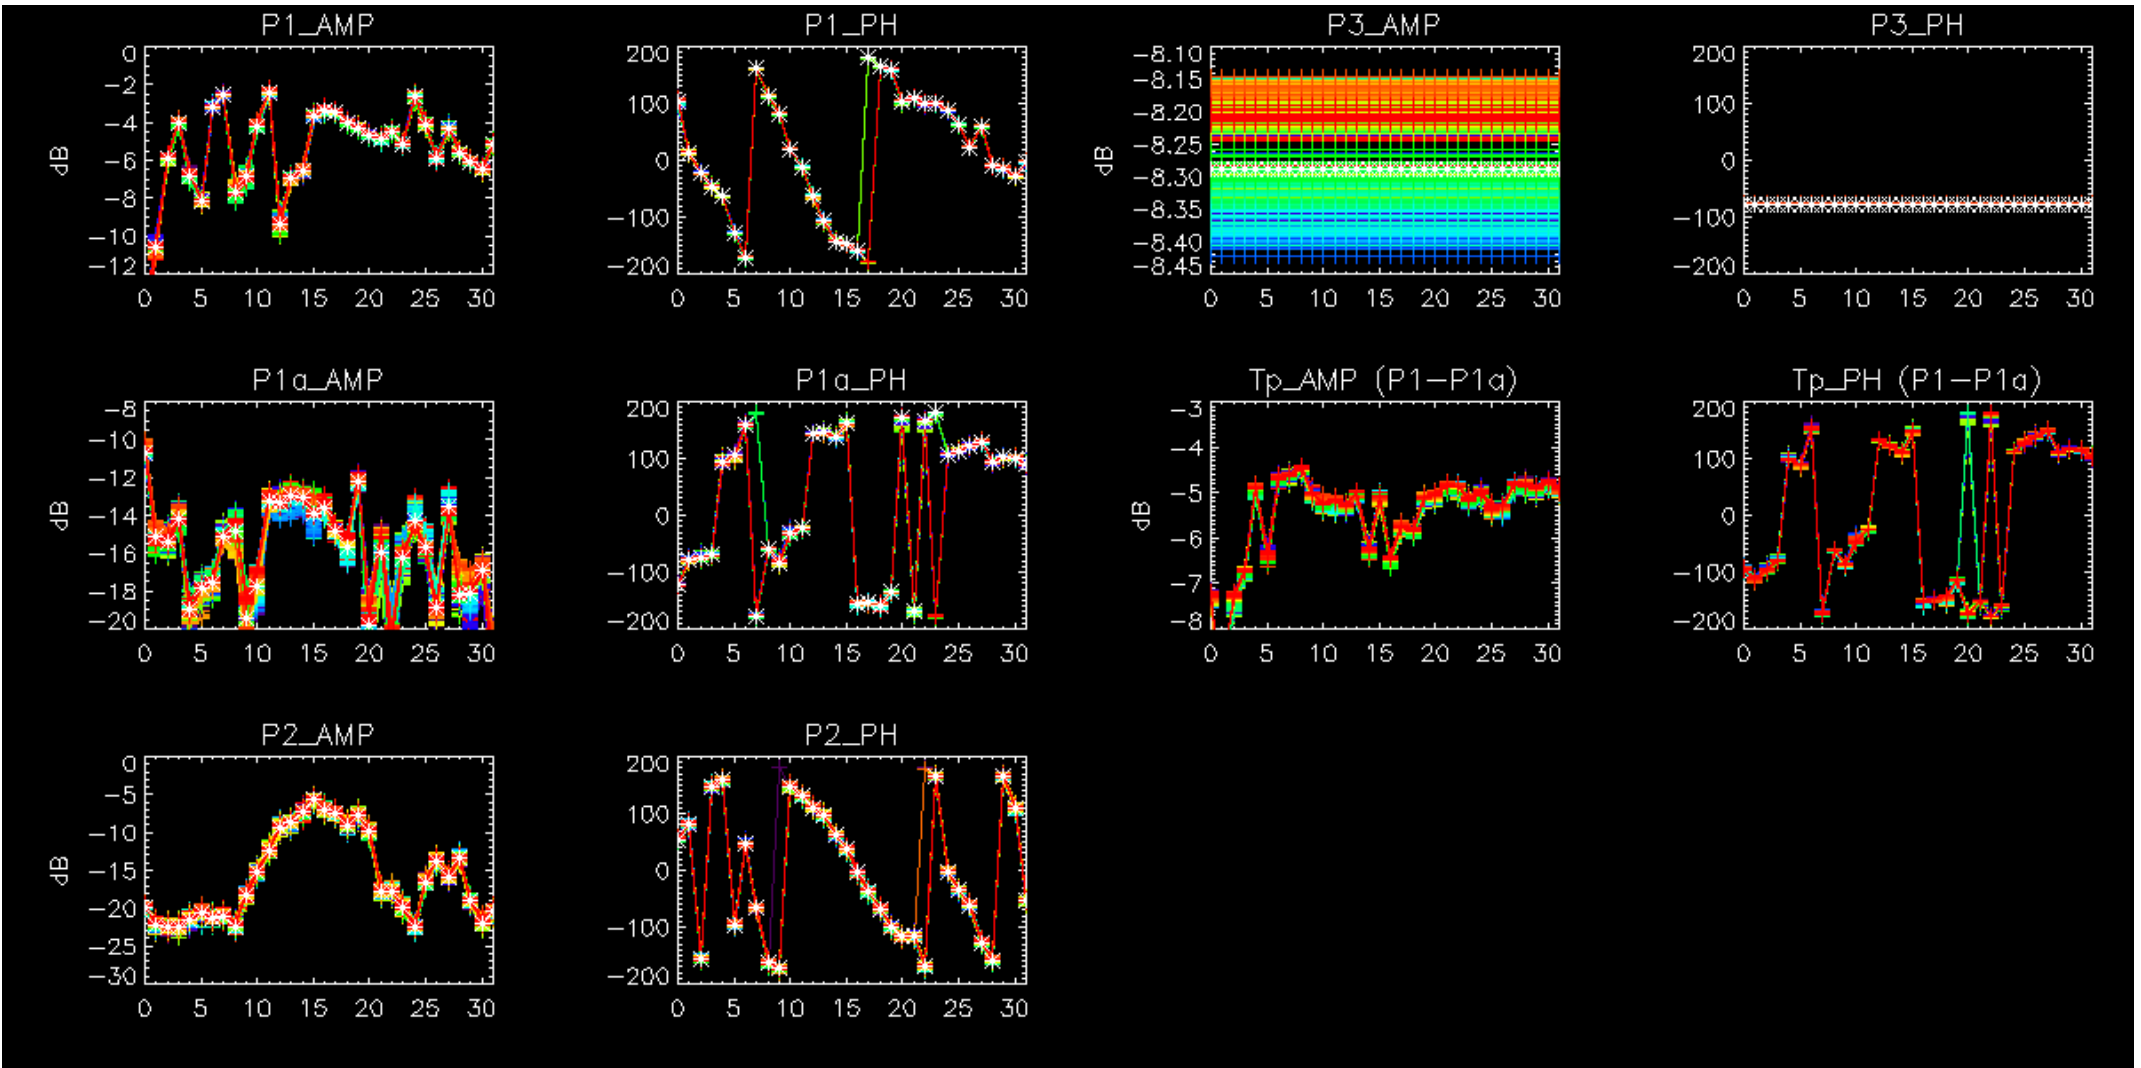 P1_AMP
P1_PH
P3_AMP
P3_PH
0
−2
−4
−6
−8
−10
−12
dB
0 5 10 15 20 25 30
200
100
0
−100
−200
0 5 10 15 20 25 30
−8.10
−8.15
−8.20
−8.25
−8.30
−8.35
−8.40
−8.45
dB
0 5 10 15 20 25 30
200
100
0
−100
−200
0 5 10 15 20 25 30
P1a_AMP
P1a_PH
Tp_AMP (P1−P1a)
Tp_PH (P1−P1a)
−8
−10
−12
−14
−16
−18
−20
dB
0 5 10 15 20 25 30
200
100
0
−100
−200
0 5 10 15 20 25 30
−3
−4
−5
−6
−7
−8
dB
0 5 10 15 20 25 30
200
100
0
−100
−200
0 5 10 15 20 25 30
P2_AMP
P2_PH
0
−5
−10
−15
−20
−25
−30
dB
0 5 10 15 20 25 30
200
100
0
−100
−200
0 5 10 15 20 25 30